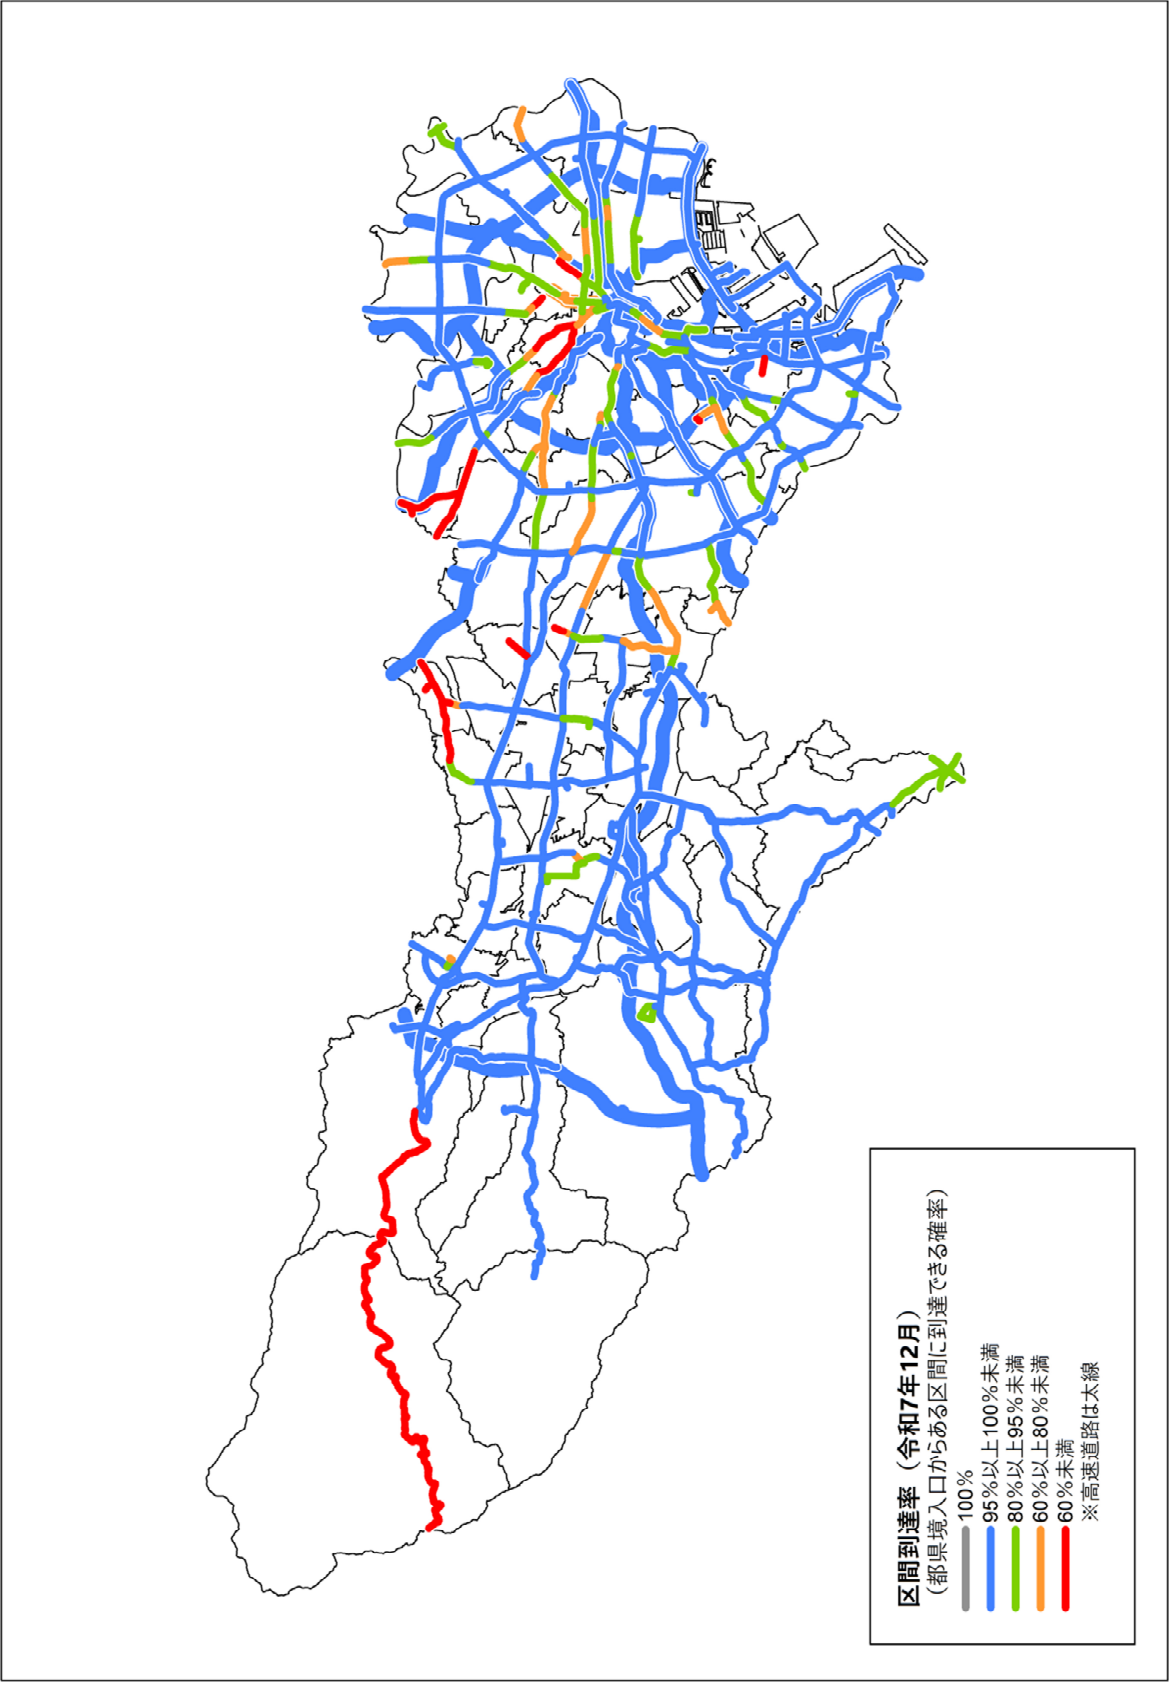 区間到達率（令和7年12月）
（都県境入口からある区間に到達できる確率）
100％
95％以上100％未満
80％以上95％未満
60％以上80％未満
60％未満
※高速道路は太線